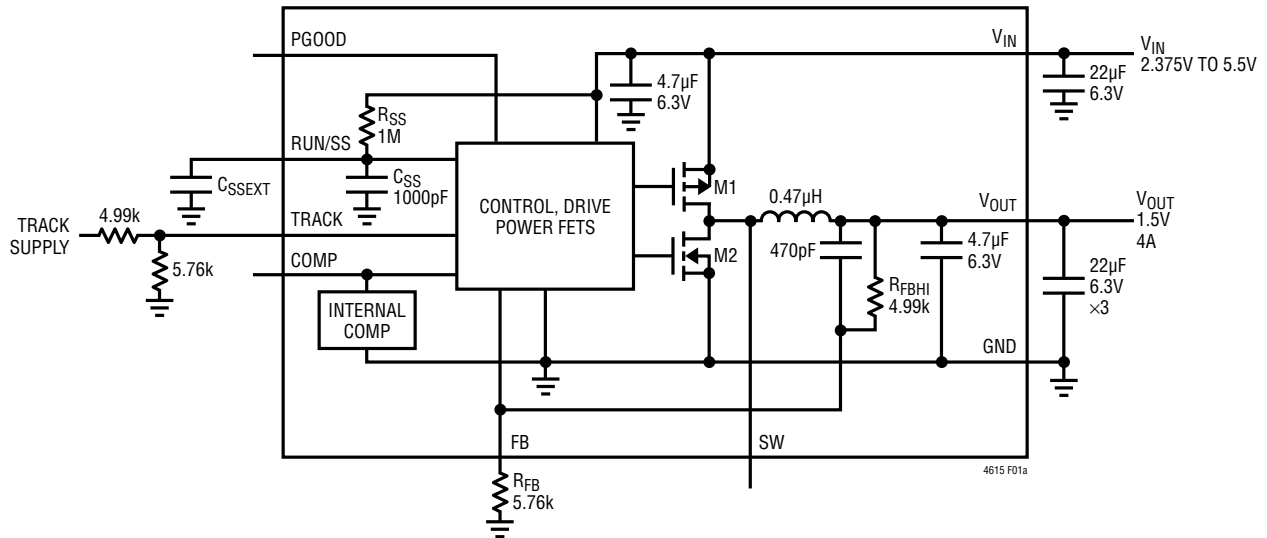 PGOOD
V_IN
V_IN
2.375V TO 5.5V
4.7µF
6.3V
22µF
6.3V
R_SS
1M
RUN/SS
C_SSEXT
C_SS
1000pF
M1
0.47µH
V_OUT
V_OUT
1.5V
4A
4.99k
TRACK
SUPPLY
TRACK
CONTROL, DRIVE
POWER FETS
5.76k
COMP
M2
470pF
4.7µF
6.3V
R_FBHI
4.99k
22µF
6.3V
×3
INTERNAL
COMP
GND
FB
SW
4615 F01a
R_FB
5.76k